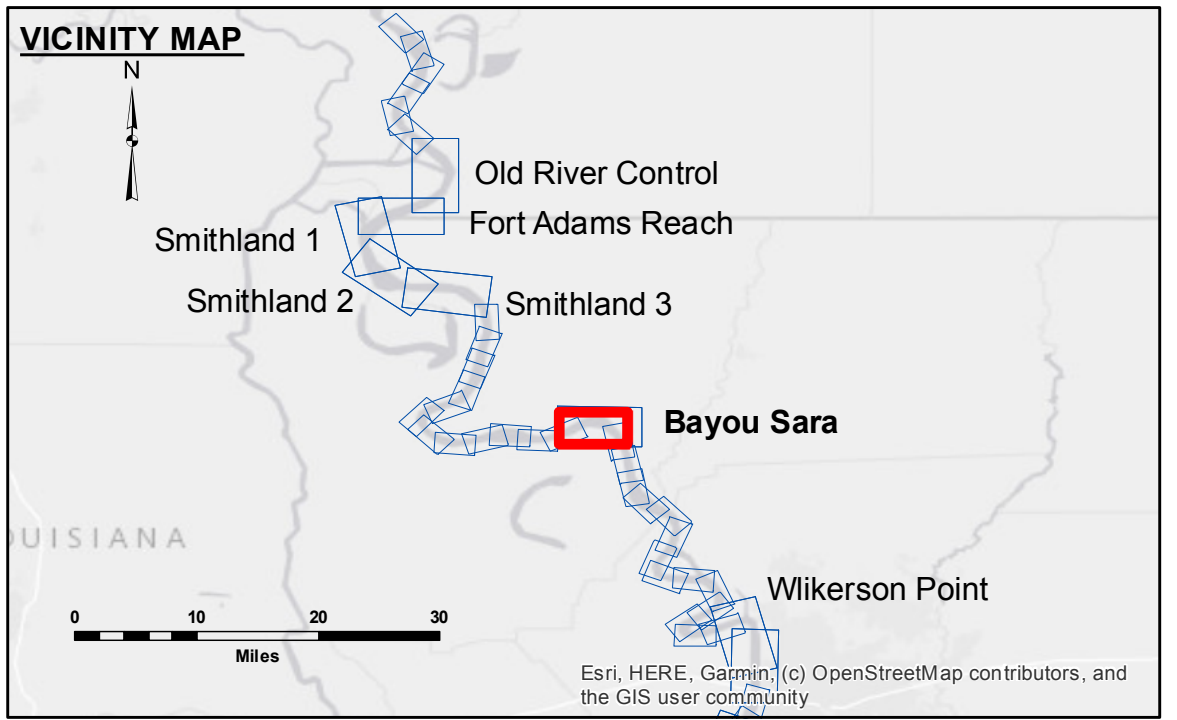 VICINITY MAP
N
Old River Control
Fort Adams Reach
Smithland 1
Smithland 2
Smithland 3
Bayou Sara
OUISIANA
Wlikerson Point
0 10 20 30
Miles
Esri, HERE, Garmin, (c) OpenStreetMap contributors, and
the GIS user community